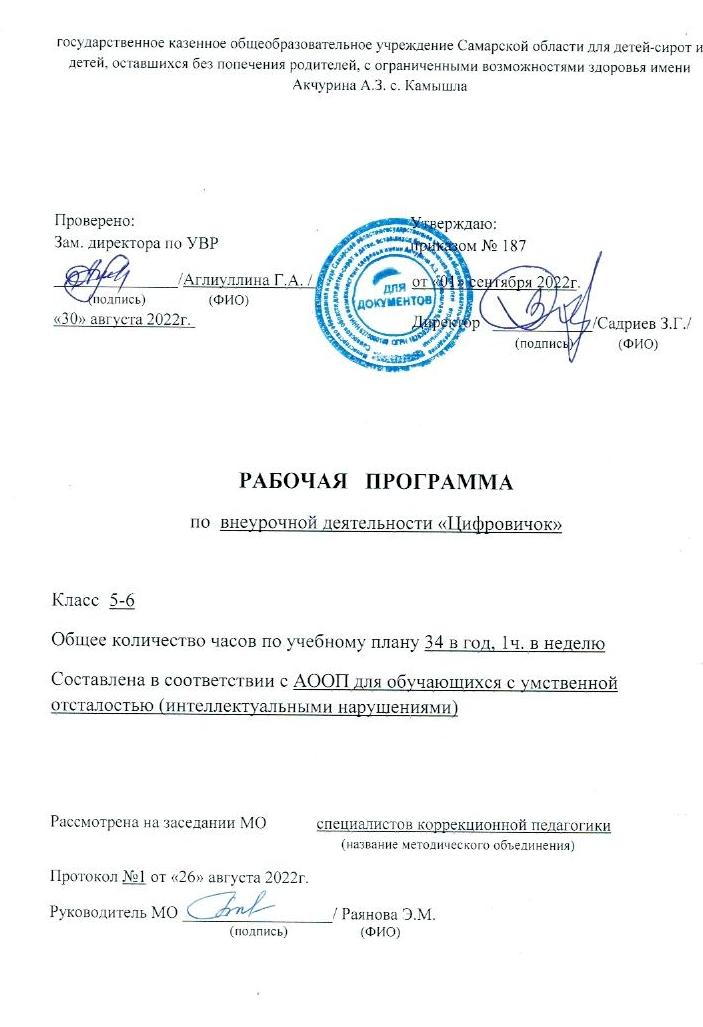 государственное казенное общеобразовательное учреждение Самарской области для детей-сирот и
детей, оставшихся без попечения родителей, с ограниченными возможностями здоровья имени
Акчурина А.З. с. Камышла
Проверено:
Зам. директора по УВР
/Аглиуллина Г.А. /
(подпись) (ФИО)
«30» августа 2022г.
Утверждаю:
приказом № 187
от «01» сентября 2022г.
Директор /Садриев З.Г./
(подпись) (ФИО)
ДЛЯ
ДОКУМЕНТОВ
РАБОЧАЯ ПРОГРАММА
по внеурочной деятельности «Цифровичок»
Класс 5-6
Общее количество часов по учебному плану 34 в год, 1ч. в неделю
Составлена в соответствии с АООП для обучающихся с умственной
отсталостью (интеллектуальными нарушениями)
Рассмотрена на заседании МО специалистов коррекционной педагогики
(название методического объединения)
Протокол №1 от «26» августа 2022г.
Руководитель МО / Раянова Э.М.
(подпись) (ФИО)